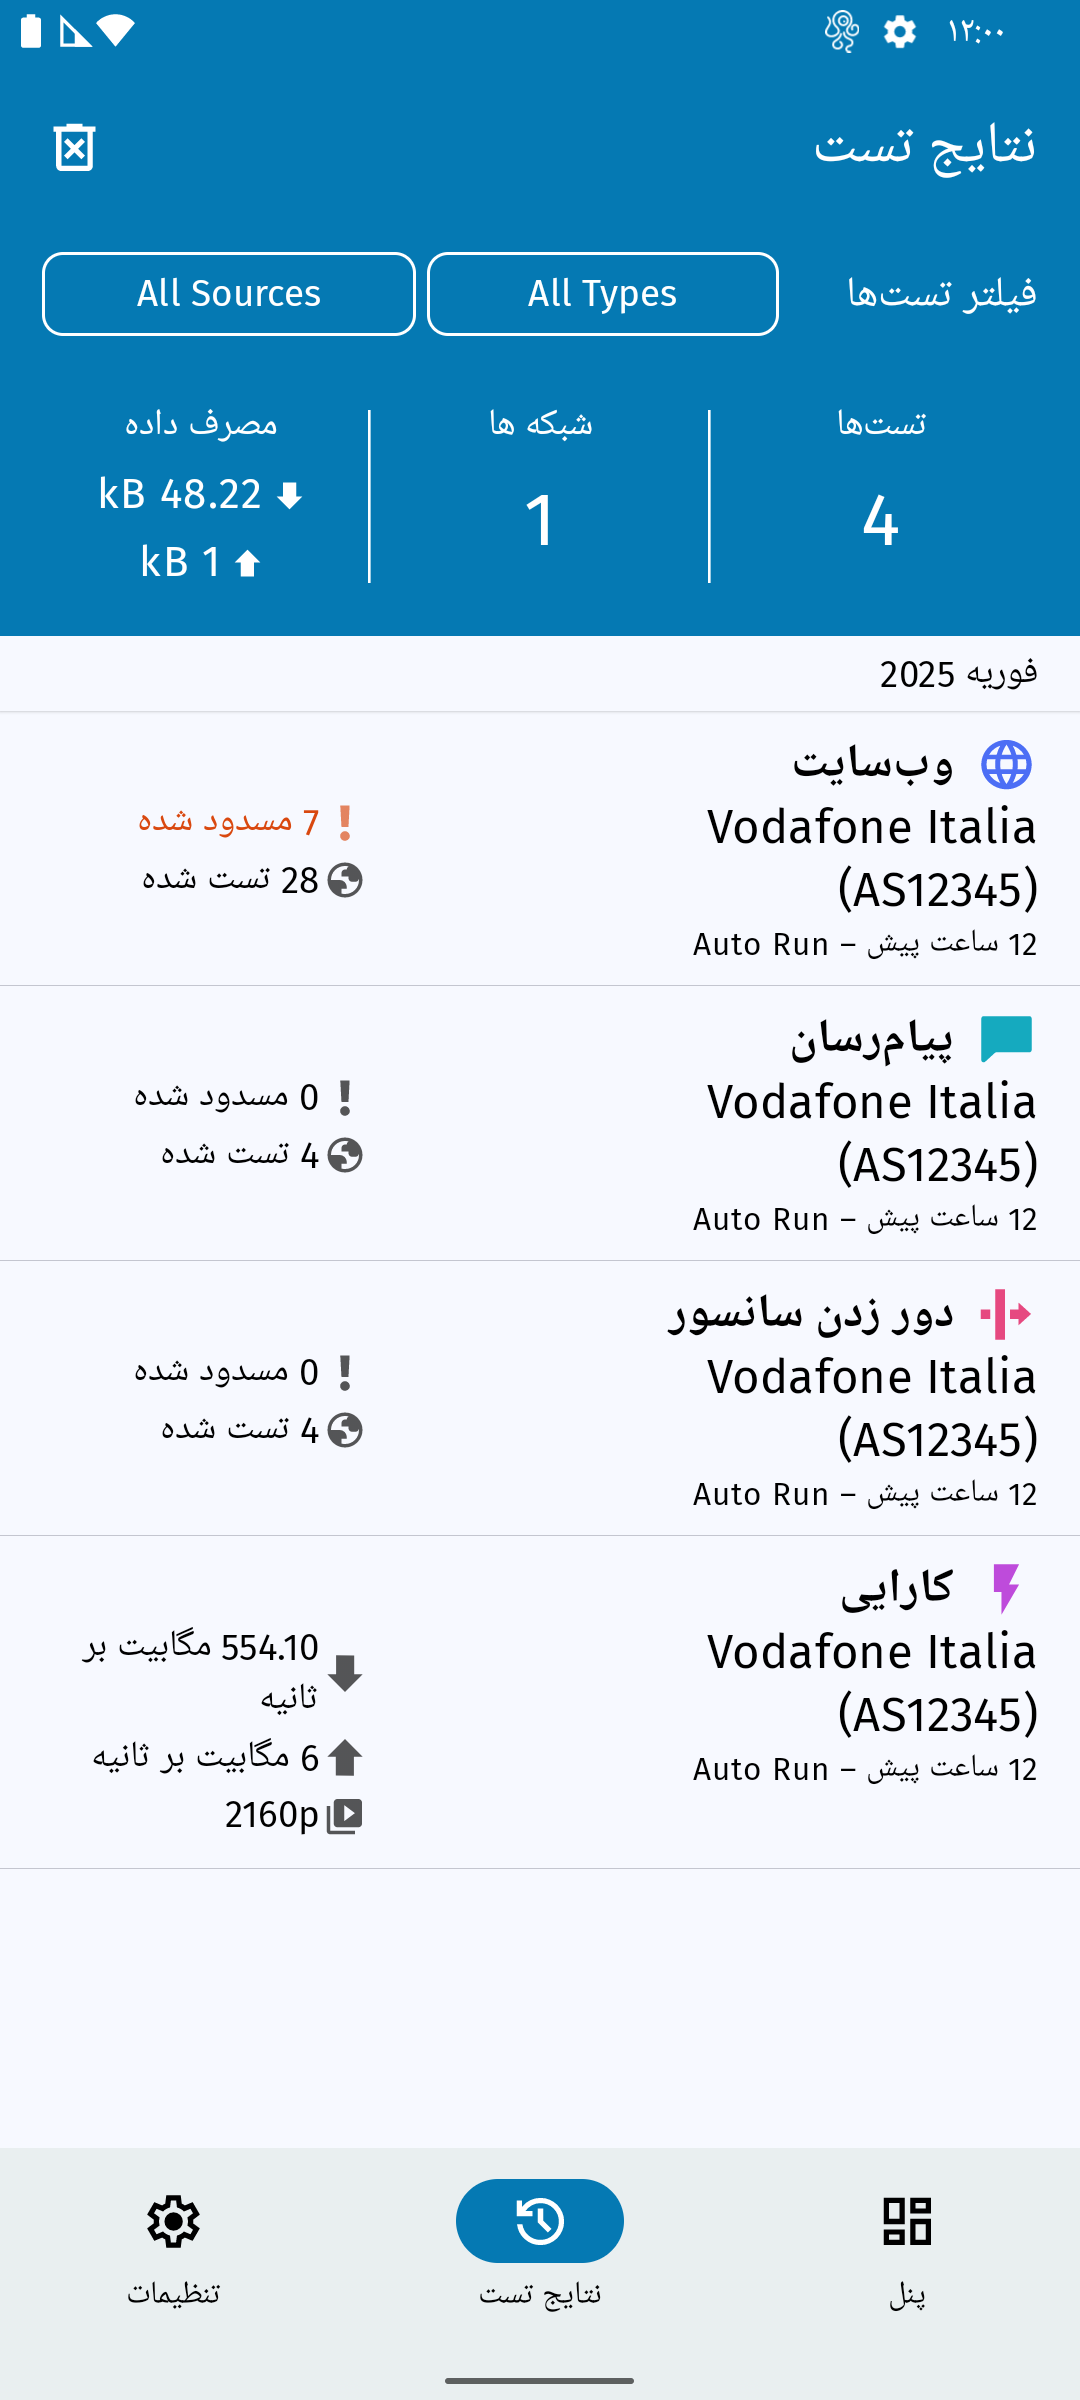 ۱۲:۰۰
نتایج تست
فیلتر تست‌ها
All Types
All Sources
تست‌ها
4
شبکه ها
1
مصرف داده
48.22 kB
1 kB
فوریه 2025
وب‌سایت
Vodafone Italia
(AS12345)
12 ساعت پیش – Auto Run
7 مسدود شده
28 تست شده
پیام‌رسان
Vodafone Italia
(AS12345)
12 ساعت پیش – Auto Run
0 مسدود شده
4 تست شده
دور زدن سانسور
Vodafone Italia
(AS12345)
12 ساعت پیش – Auto Run
0 مسدود شده
4 تست شده
کارایی
Vodafone Italia
(AS12345)
12 ساعت پیش – Auto Run
554.10 مگابیت بر
ثانیه
6 مگابیت بر ثانیه
2160p
پنل
نتایج تست
تنظیمات